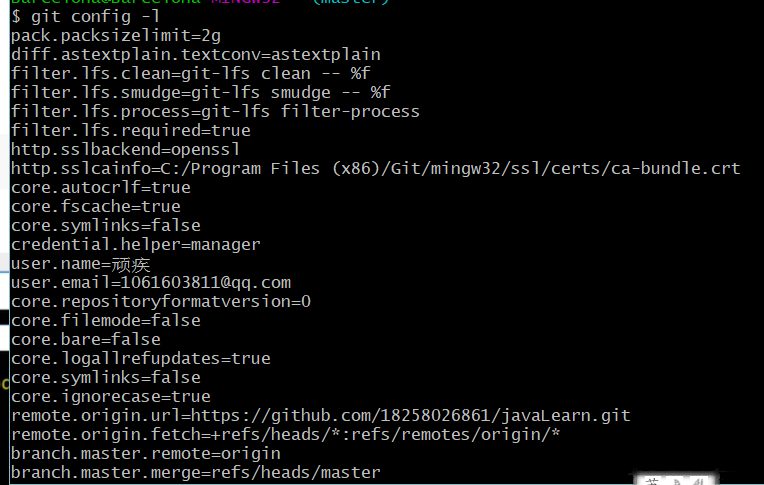 Barcelona@Barcelona MINGW32 (master)
$ git config -l
pack.packsizelimit=2g
diff.astextplain.textconv=astextplain
filter.lfs.clean=git-lfs clean -- %f
filter.lfs.smudge=git-lfs smudge -- %f
filter.lfs.process=git-lfs filter-process
filter.lfs.required=true
http.sslbackend=openssl
http.sslcainfo=C:/Program Files (x86)/Git/mingw32/ssl/certs/ca-bundle.crt
core.autocrlf=true
core.fscache=true
core.symlinks=false
credential.helper=manager
user.name=顽疾
user.email=1061603811@qq.com
core.repositoryformatversion=0
core.filemode=false
core.bare=false
core.logallrefupdates=true
core.symlinks=false
core.ignorecase=true
remote.origin.url=https://github.com/18258026861/javaLearn.git
remote.origin.fetch=+refs/heads/*:refs/remotes/origin/*
branch.master.remote=origin
branch.master.merge=refs/heads/master